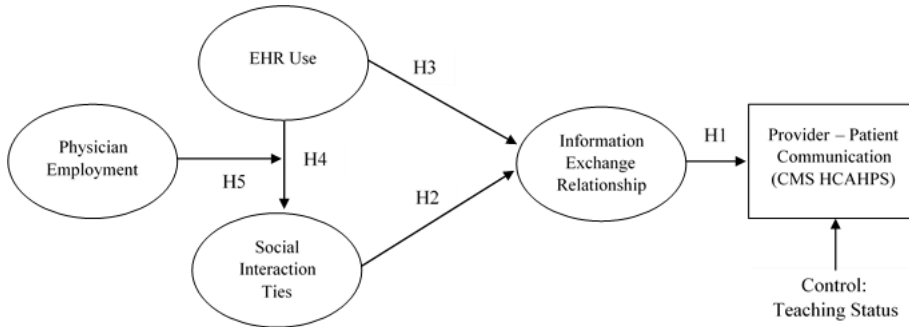 EHR Use
H3
Physician
Employment
H5
H4
Social
Interaction
Ties
H2
Information
Exchange
Relationship
H1
Provider – Patient
Communication
(CMS HCAHPS)
Control:
Teaching Status